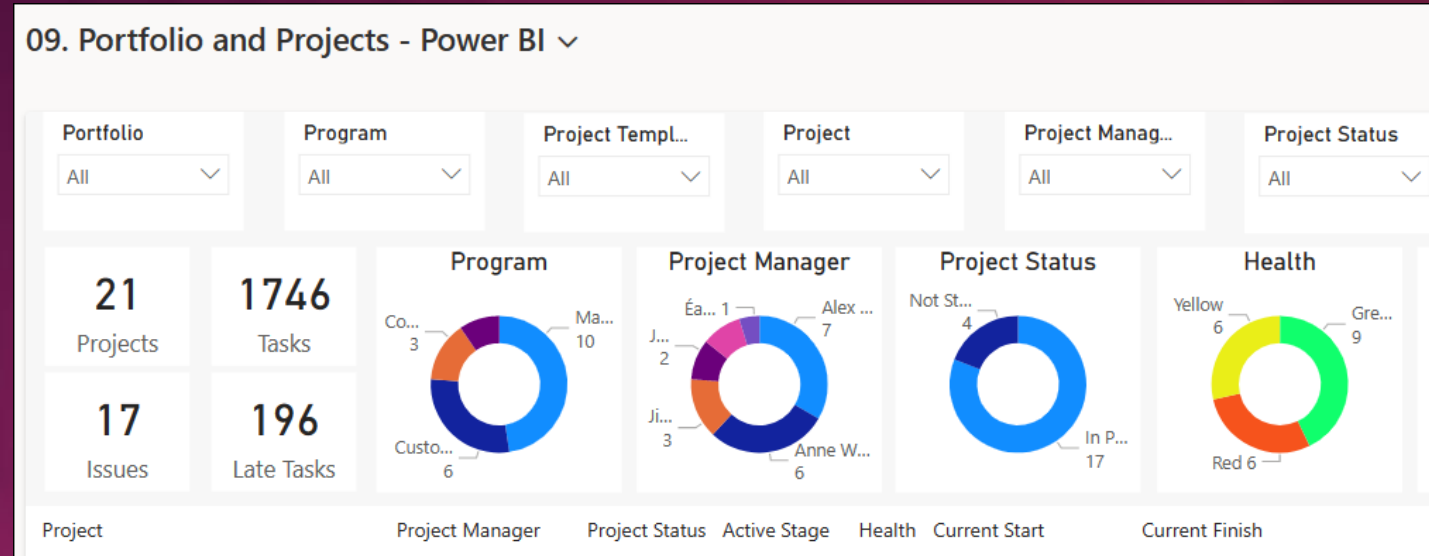 09. Portfolio and Projects - Power BI
Portfolio
All
Program
All
Project Templ...
All
Project
All
Project Manag...
All
Project Status
All
21
Projects
1746
Tasks
17
Issues
196
Late Tasks
Program
Co...
3
Ma...
10
Custo...
6
Project Manager
Éa... 1
Alex ...
7
J...
2
Ji...
3
Anne W...
6
Project Status
Not St...
4
In P...
17
Health
Yellow
6
Gre...
9
Red 6
Project Project Manager Project Status Active Stage Health Current Start Current Finish